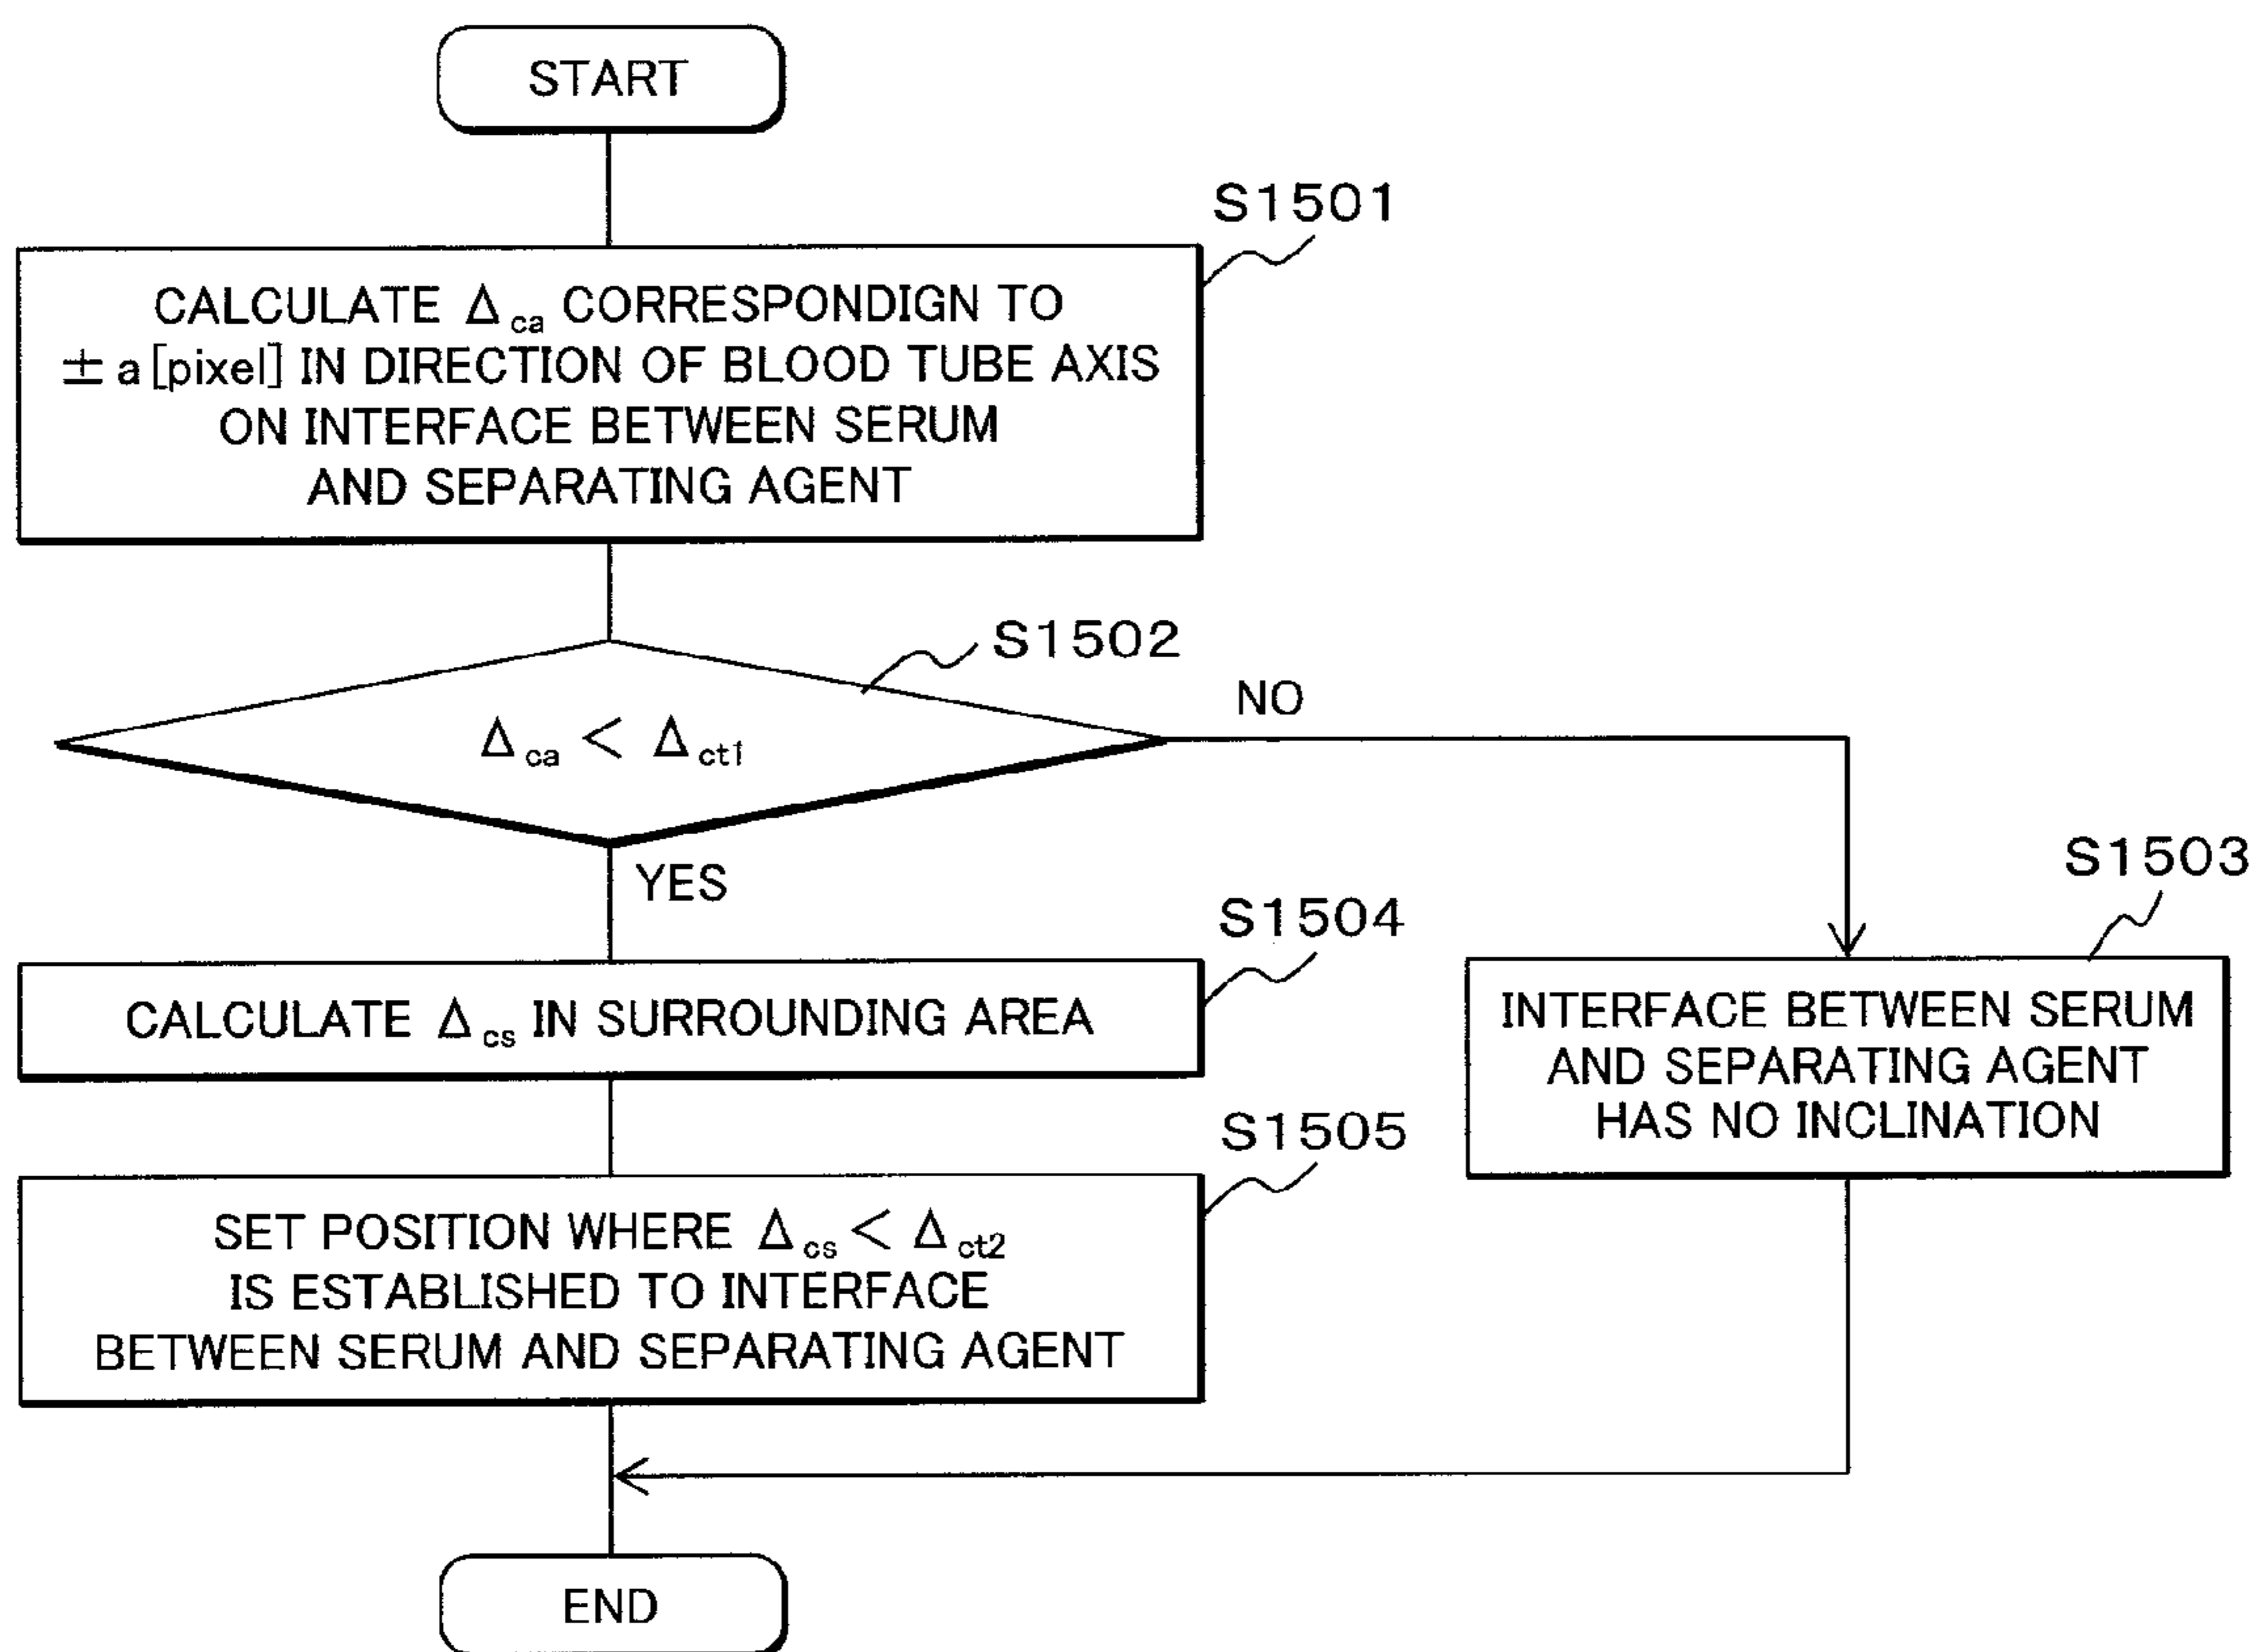 START
S1501
CALCULATE Δca CORRESPONDIGN TO
± a [pixel] IN DIRECTION OF BLOOD TUBE AXIS
ON INTERFACE BETWEEN SERUM
AND SEPARATING AGENT
S1502
Δca < Δct1
NO
YES
S1503
INTERFACE BETWEEN SERUM
AND SEPARATING AGENT
HAS NO INCLINATION
S1504
CALCULATE Δcs IN SURROUNDING AREA
S1505
SET POSITION WHERE Δcs < Δct2
IS ESTABLISHED TO INTERFACE
BETWEEN SERUM AND SEPARATING AGENT
END